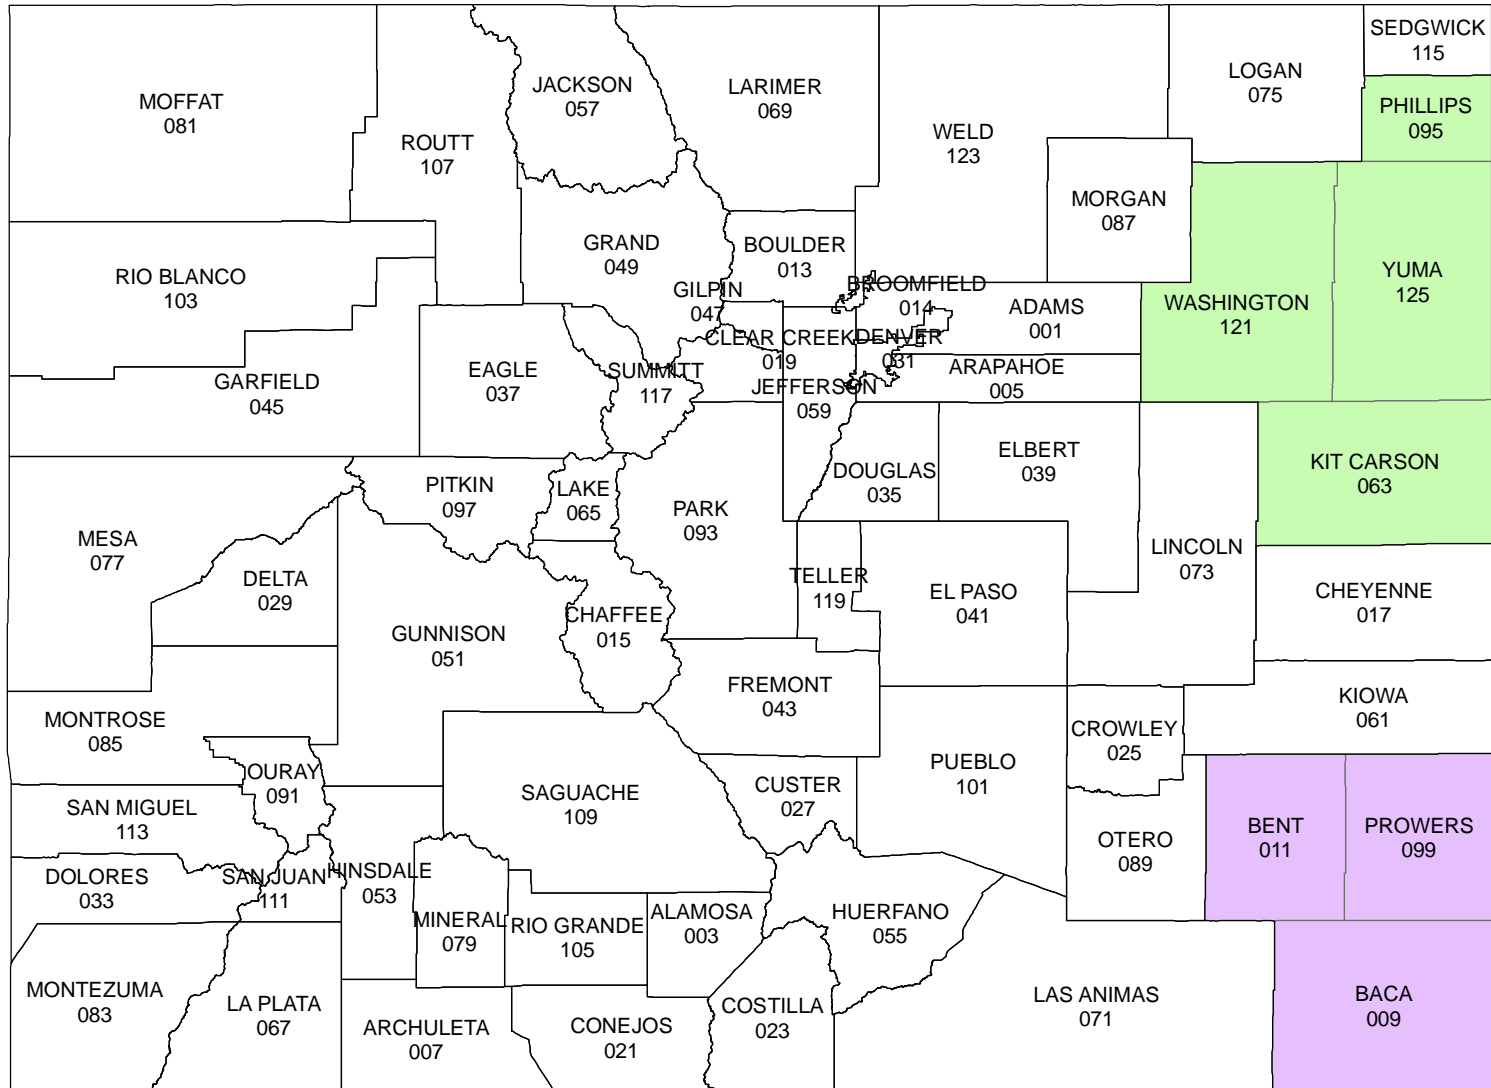 SEDGWICK
115
LOGAN
075
JACKSON
057
LARIMER
069
MOFFAT
081
PHILLIPS
095
WELD
123
ROUTT
107
MORGAN
087
GRAND
049
BOULDER
013
YUMA
125
RIO BLANCO
103
GILPIN
047
BROOMFIELD
014
ADAMS
001
WASHINGTON
121
CLEAR CREEK
019
DENVER
031
EAGLE
037
SUMMITT
117
ARAPAHOE
005
GARFIELD
045
JEFFERSON
059
ELBERT
039
KIT CARSON
063
DOUGLAS
035
PITKIN
097
LAKE
065
PARK
093
MESA
077
LINCOLN
073
DELTA
029
TELLER
119
EL PASO
041
CHEYENNE
017
CHAFFEE
015
GUNNISON
051
FREMONT
043
KIOWA
061
MONTROSE
085
CROWLEY
025
OURAY
091
PUEBLO
101
CUSTER
027
SAGUACHE
109
SAN MIGUEL
113
BENT
011
PROWERS
099
OTERO
089
DOLORES
033
SAN JUAN
111
HINSDALE
053
MINERAL
079
RIO GRANDE
105
ALAMOSA
003
HUERFANO
055
MONTEZUMA
083
LA PLATA
067
COSTILLA
023
LAS ANIMAS
071
BACA
009
ARCHULETA
007
CONEJOS
021